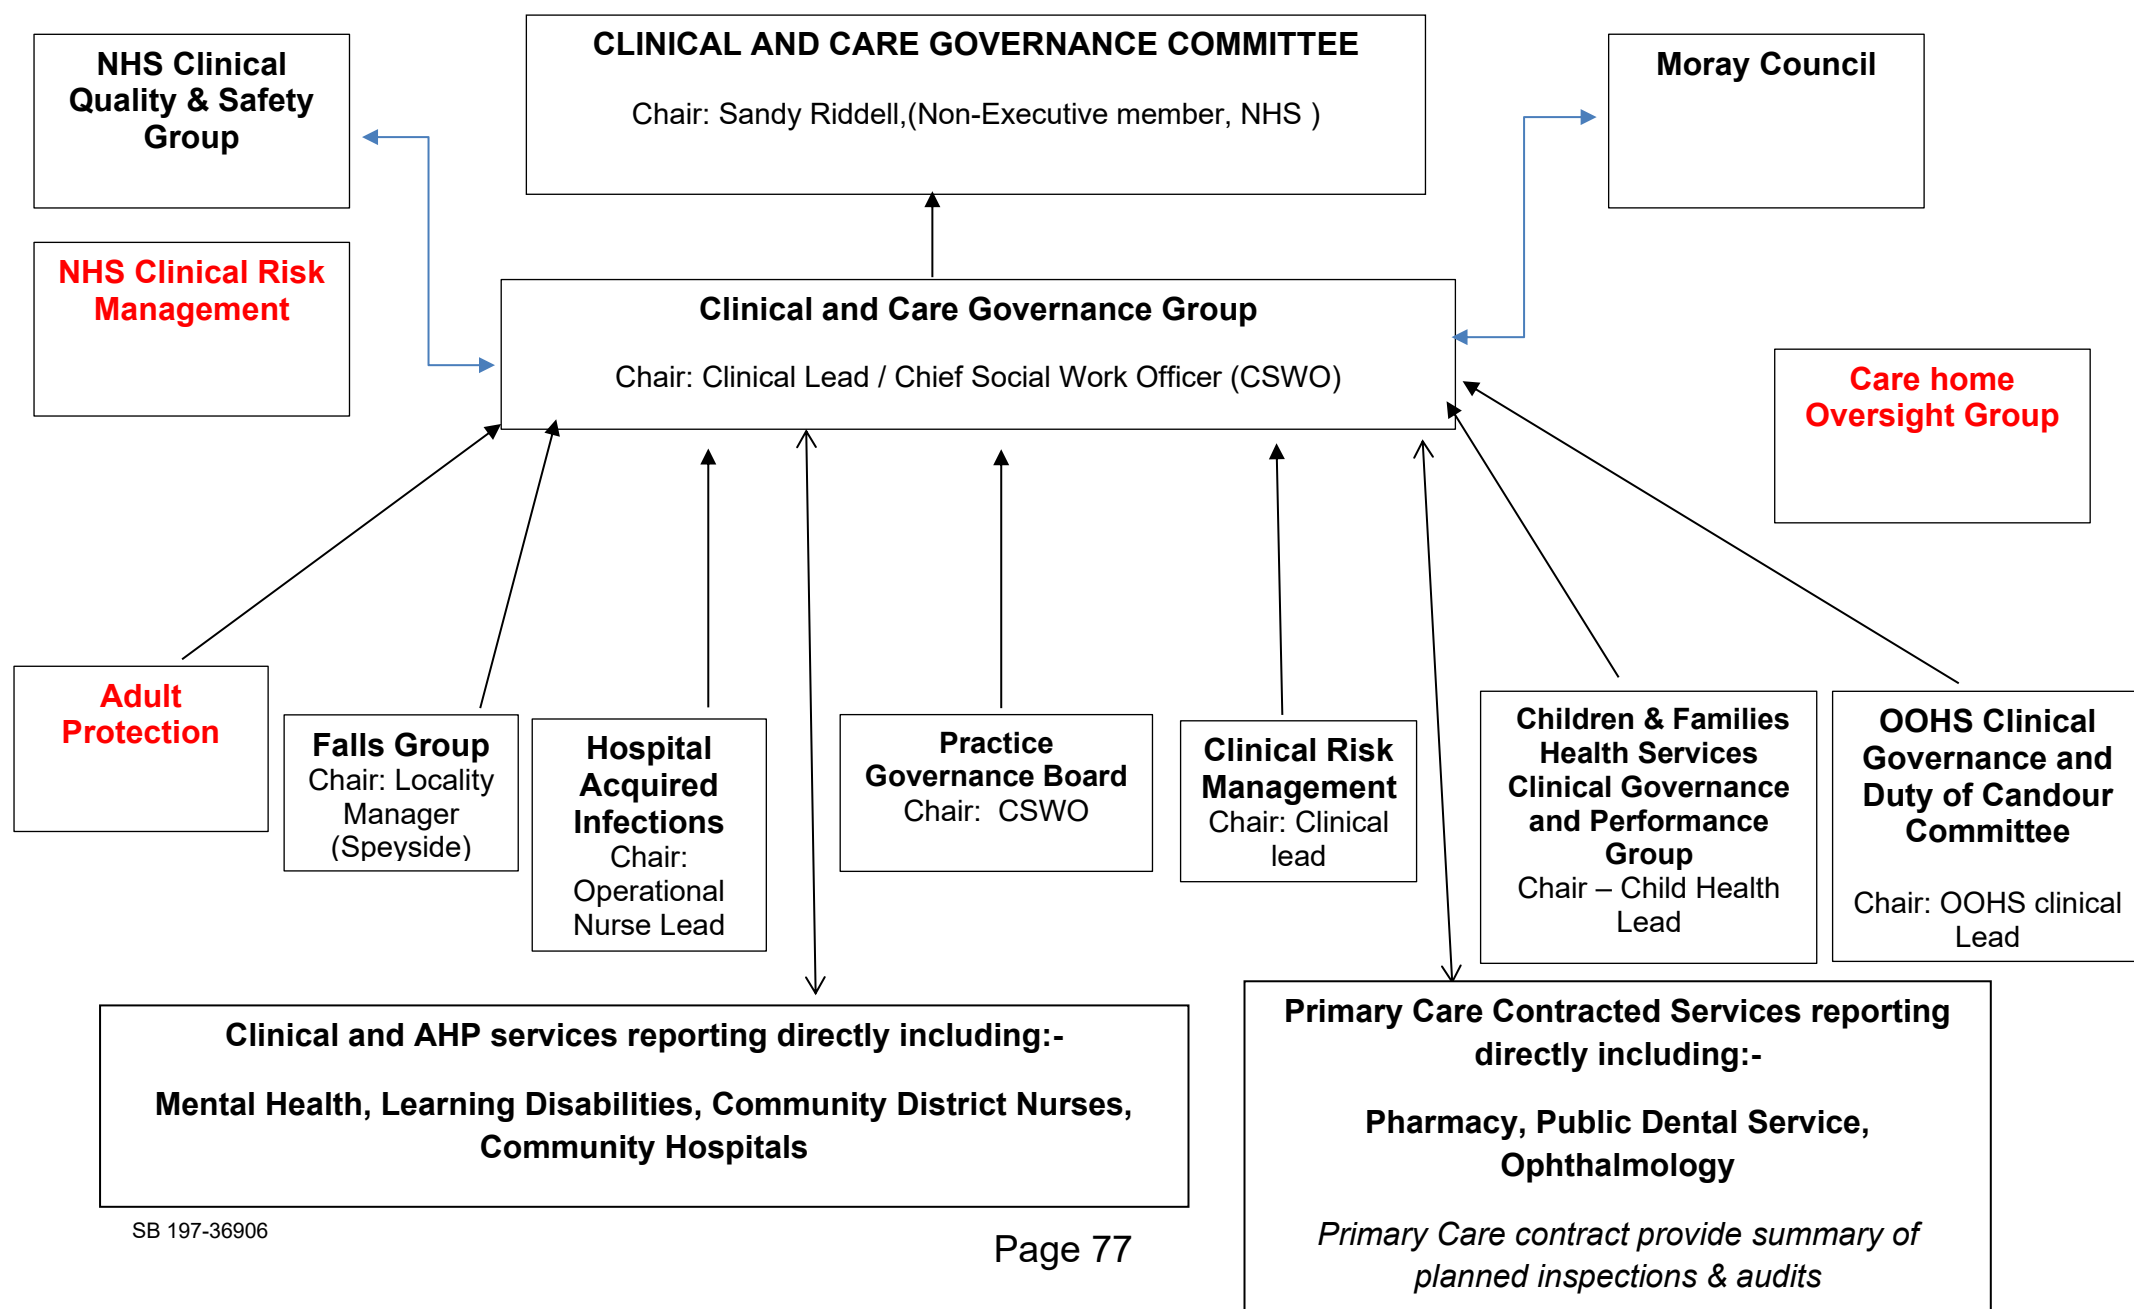 NHS Clinical
Quality & Safety
Group
CLINICAL AND CARE GOVERNANCE COMMITTEE
Chair: Sandy Riddell,(Non-Executive member, NHS )
Moray Council
NHS Clinical Risk
Management
Clinical and Care Governance Group
Chair: Clinical Lead / Chief Social Work Officer (CSWO)
Care home
Oversight Group
Adult
Protection
Falls Group
Chair: Locality
Manager
(Speyside)
Hospital
Acquired
Infections
Chair:
Operational
Nurse Lead
Practice
Governance Board
Chair:  CSWO
Clinical Risk
Management
Chair: Clinical
lead
Children & Families
Health Services
Clinical Governance
and Performance
Group
Chair – Child Health
Lead
OOHS Clinical
Governance and
Duty of Candour
Committee
Chair: OOHS clinical
Lead
Clinical and AHP services reporting directly including:-
Mental Health, Learning Disabilities, Community District Nurses,
Community Hospitals
Primary Care Contracted Services reporting
directly including:-
Pharmacy, Public Dental Service,
Ophthalmology
Primary Care contract provide summary of
planned inspections & audits
SB 197-36906
Page 77